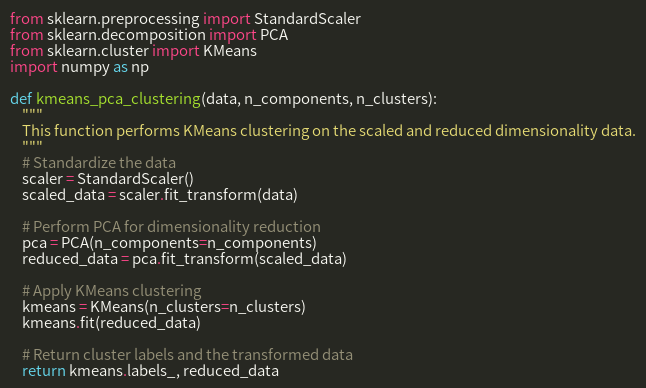 from sklearn.preprocessing import StandardScaler
from sklearn.decomposition import PCA
from sklearn.cluster import KMeans
import numpy as np

def kmeans_pca_clustering(data, n_components, n_clusters):
    """
    This function performs KMeans clustering on the scaled and reduced dimensionality data.
    """
    # Standardize the data
    scaler = StandardScaler()
    scaled_data = scaler.fit_transform(data)

    # Perform PCA for dimensionality reduction
    pca = PCA(n_components=n_components)
    reduced_data = pca.fit_transform(scaled_data)

    # Apply KMeans clustering
    kmeans = KMeans(n_clusters=n_clusters)
    kmeans.fit(reduced_data)

    # Return cluster labels and the transformed data
    return kmeans.labels_, reduced_data